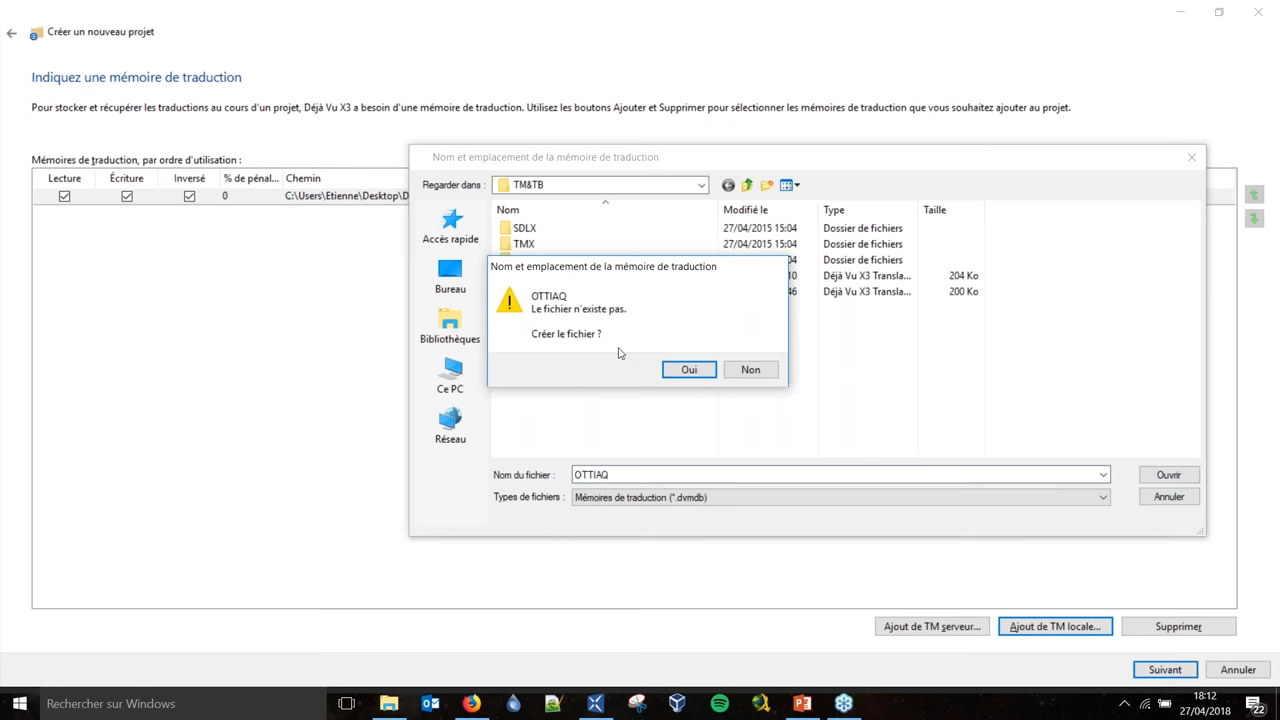 Créer un nouveau projet
Indiquez une mémoire de traduction
Pour stocker et récupérer les traductions au cours d'un projet, Déjà Vu X3 a besoin d'une mémoire de traduction. Utilisez les boutons Ajouter et Supprimer pour sélectionner les mémoires de traduction que vous souhaitez ajouter au projet.
Mémoires de traduction, par ordre d'utilisation :
Lecture Écriture Inversé % de pénal... Chemin
0 C:\Users\Etienne\Desktop\D
Nom et emplacement de la mémoire de traduction
Regarder dans : TM&TB
Nom Modifié le Type Taille
SDLX 27/04/2015 15:04 Dossier de fichiers
TMX 27/04/2015 15:04 Dossier de fichiers
04 Dossier de fichiers
10 Déjà Vu X3 Transla... 204 Ko
46 Déjà Vu X3 Transla... 200 Ko
Accès rapide
Bureau
Bibliothèques
Ce PC
Réseau
Nom et emplacement de la mémoire de traduction
OTTIAQ
Le fichier n'existe pas.
Créer le fichier ?
Oui Non
Nom du fichier : OTTIAQ Ouvrir
Types de fichiers : Mémoires de traduction (*.dvmdb) Annuler
Ajout de TM serveur... Ajout de TM locale... Supprimer
Suivant Annuler
Rechercher sur Windows
18:12
27/04/2018
22